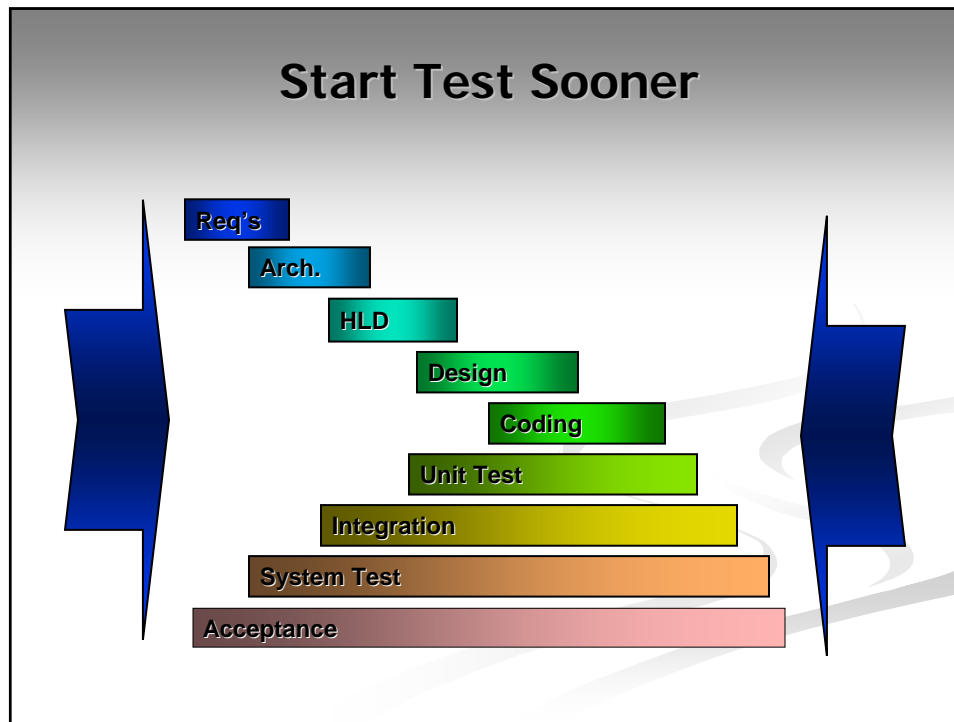 Start Test Sooner
Req's
Arch.
HLD
Design
Coding
Unit Test
Integration
System Test
Acceptance